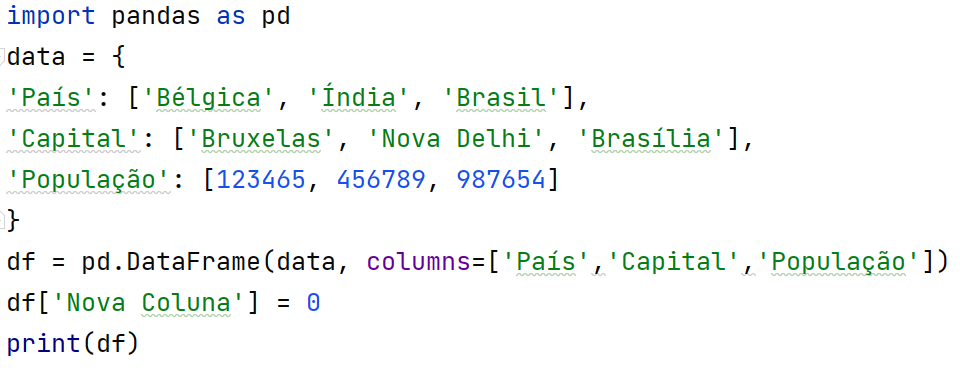 import pandas as pd
data = {
'País': ['Bélgica', 'Índia', 'Brasil'],
'Capital': ['Bruxelas', 'Nova Delhi', 'Brasília'],
'População': [123465, 456789, 987654]
}
df = pd.DataFrame(data, columns=['País','Capital','População'])
df['Nova Coluna'] = 0
print(df)